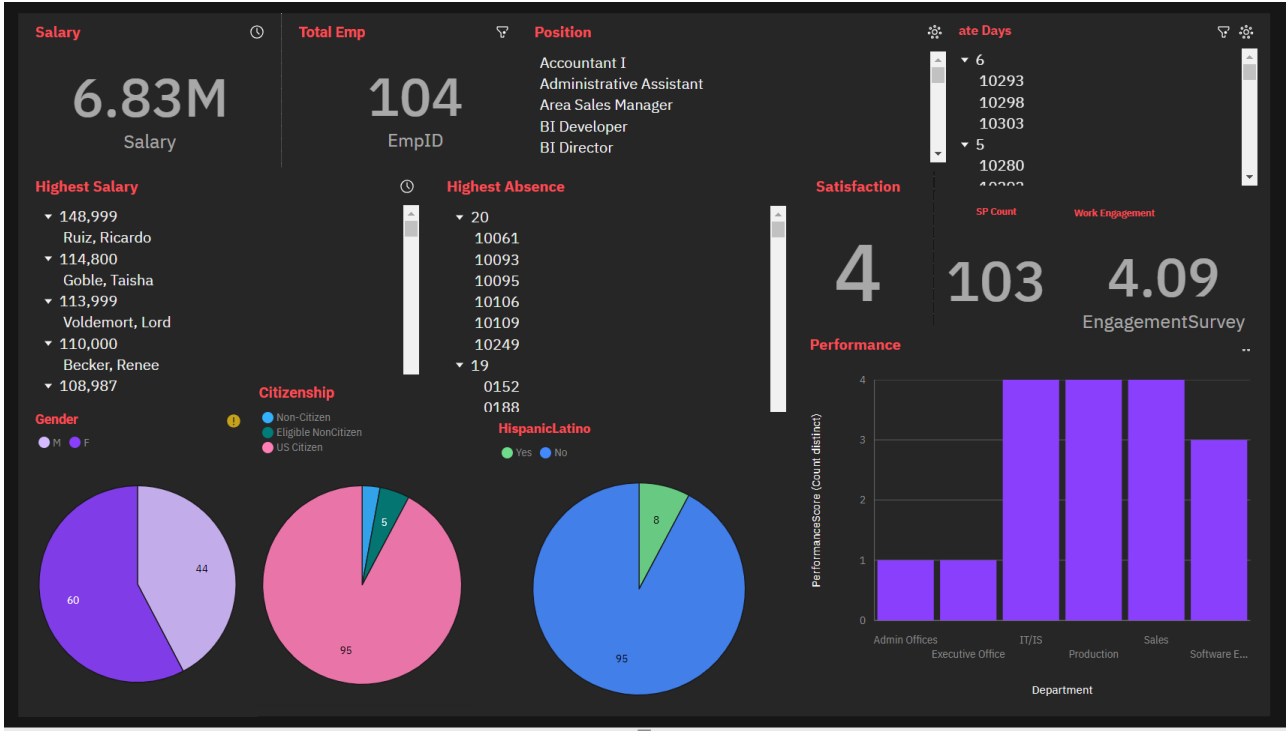 Salary
6.83M
Salary
Total Emp
104
EmpID
Position
Accountant I
Administrative Assistant
Area Sales Manager
BI Developer
BI Director
ate Days
6
10293
10298
10303
5
10280
Highest Salary
148,999
Ruiz, Ricardo
114,800
Goble, Taisha
113,999
Voldemort, Lord
110,000
Becker, Renee
108,987
Highest Absence
20
10061
10093
10095
10106
10109
10249
19
0152
0188
Satisfaction
4
SP Count
103
Work Engagement
4.09
EngagementSurvey
Gender
M F
44
60
Citizenship
Non-Citizen
Eligible NonCitizen
US Citizen
5
95
HispanicLatino
Yes No
8
95
Performance
PerformanceScore (Count distinct)
4
3
2
1
0
Admin Offices
Executive Office
IT/IS
Production
Sales
Software E...
Department